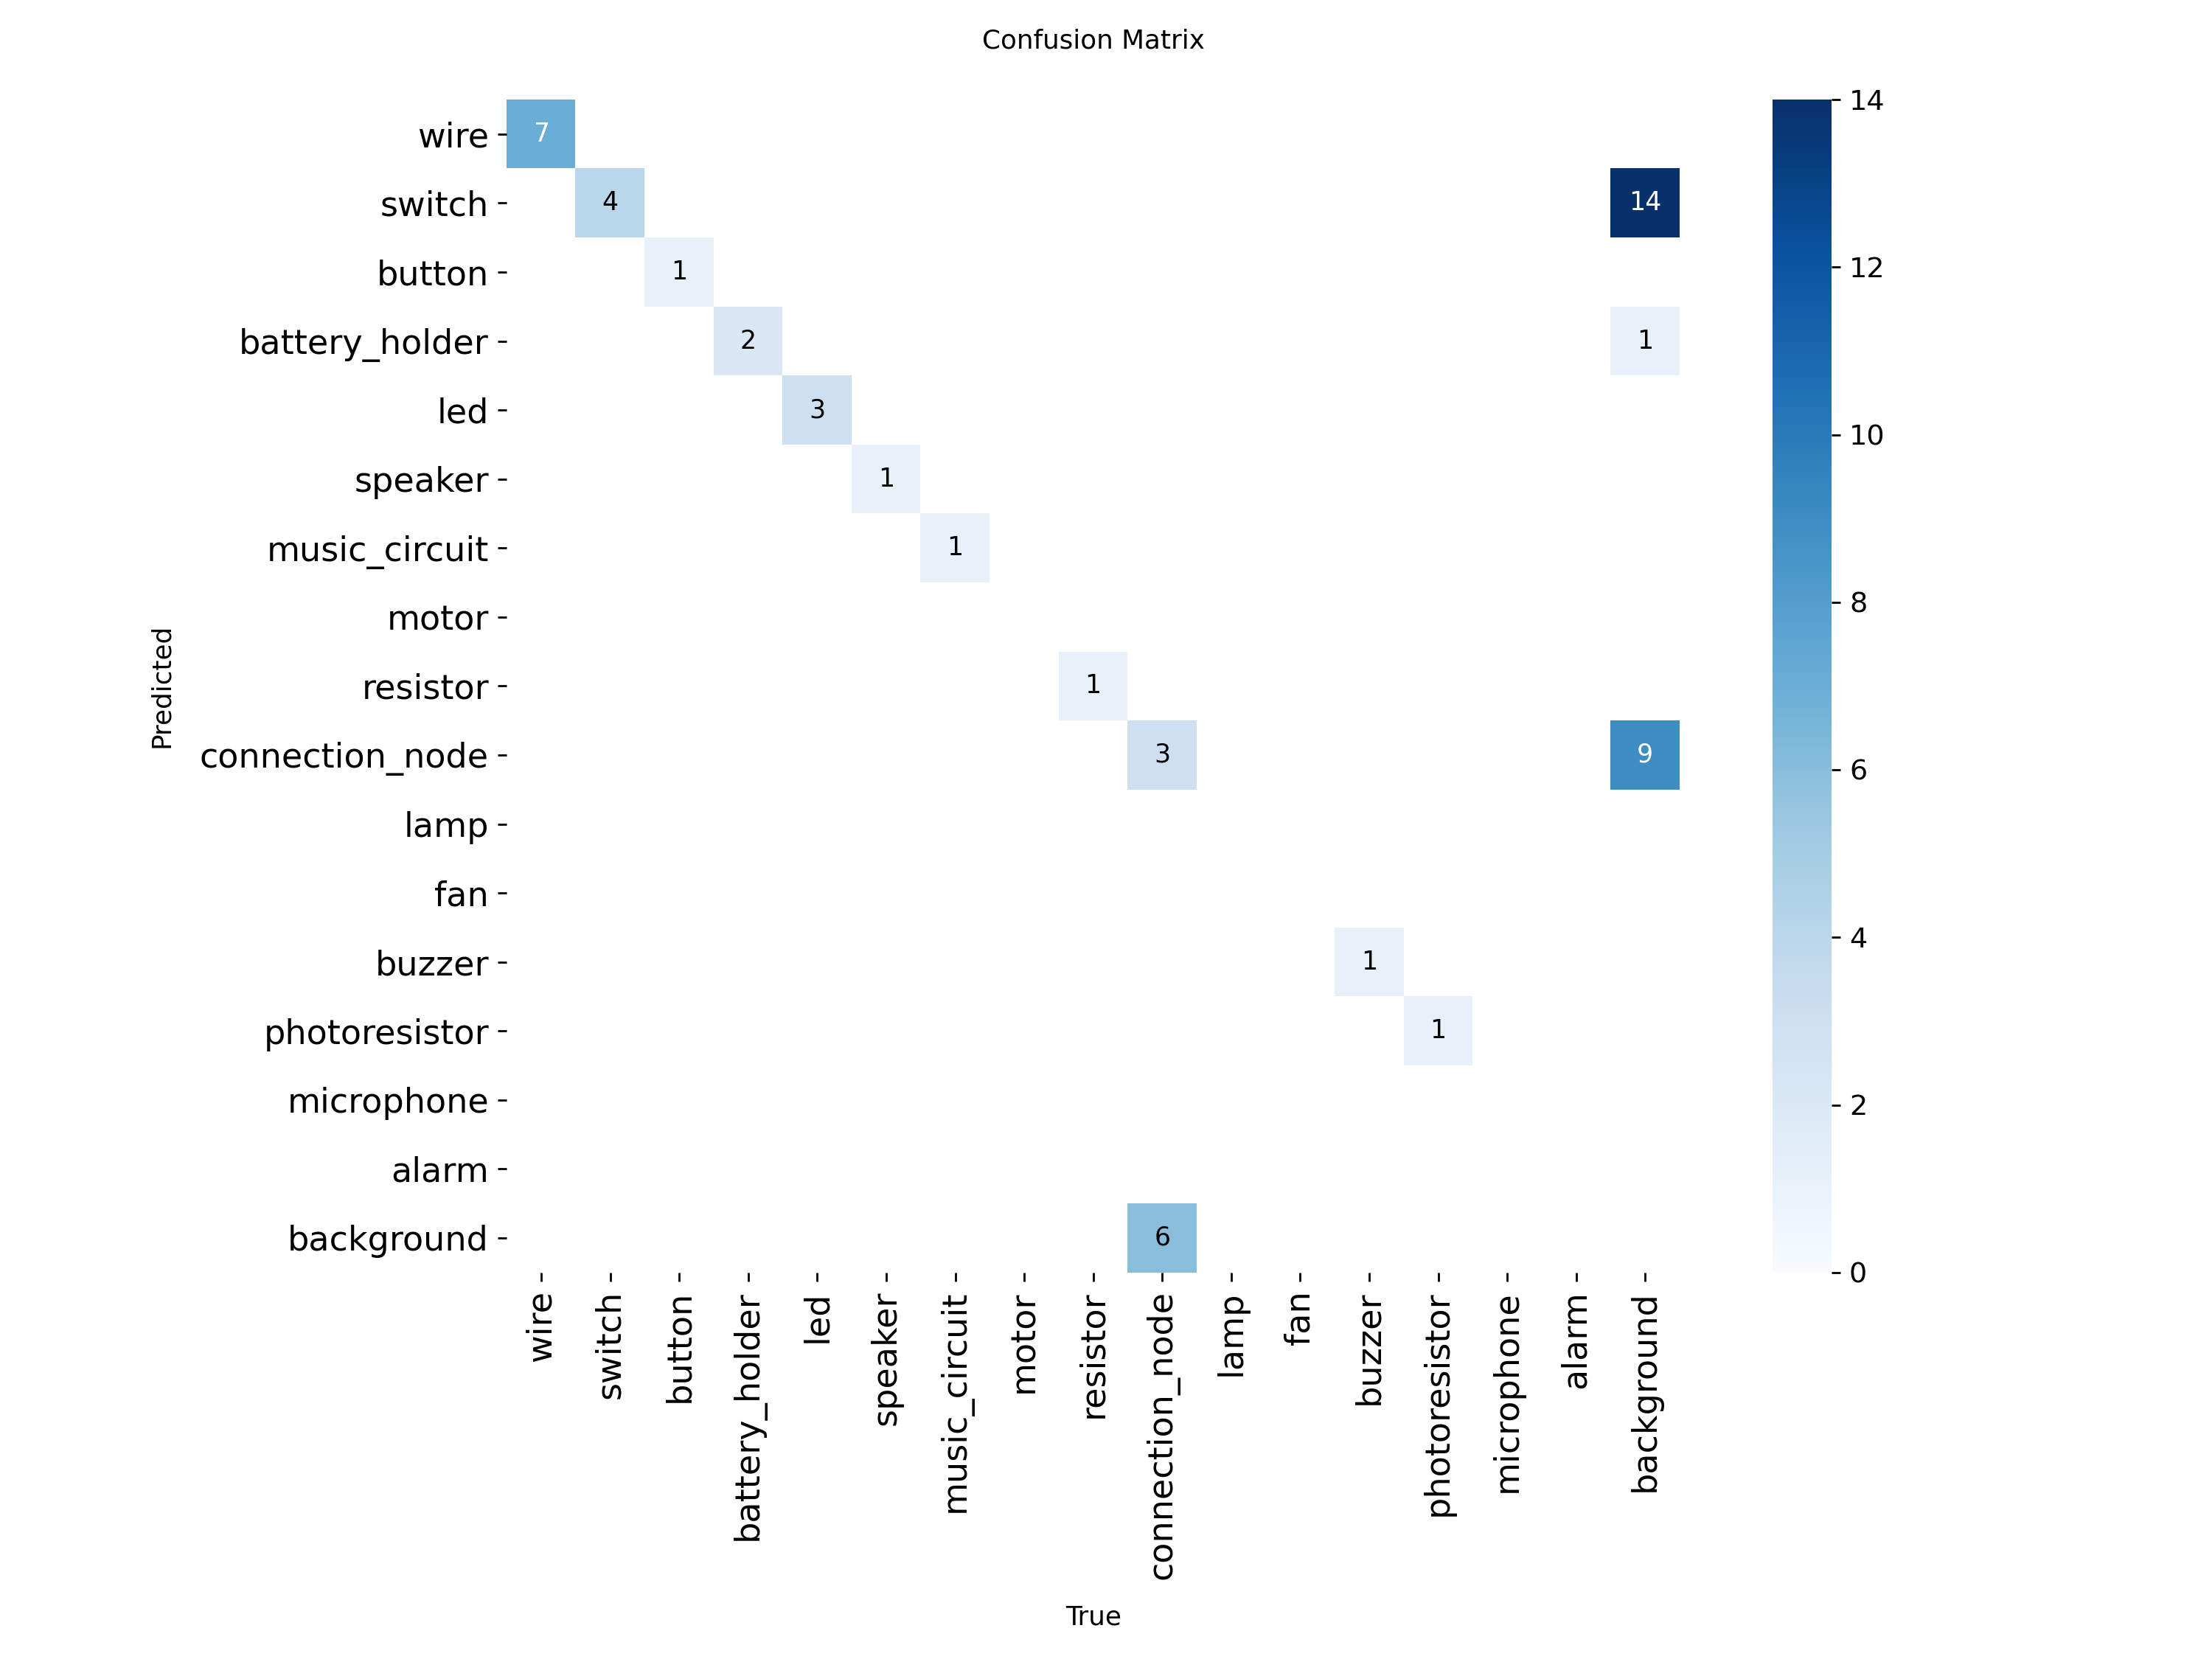 Confusion Matrix
wire
7
switch
4
14
button
1
battery_holder
2
1
led
3
speaker
1
music_circuit
1
motor
resistor
1
connection_node
3
9
lamp
fan
buzzer
1
photoresistor
1
microphone
alarm
background
6
Predicted
wire
switch
button
battery_holder
led
speaker
music_circuit
motor
resistor
connection_node
lamp
fan
buzzer
photoresistor
microphone
alarm
background
True
14
12
10
8
6
4
2
0